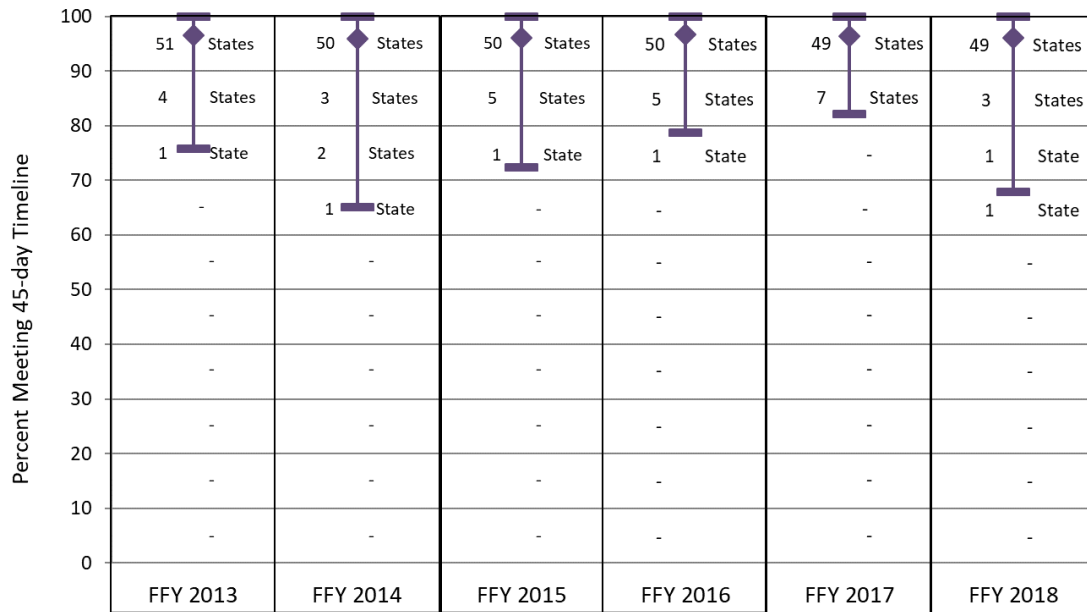 Percent Meeting 45-day Timeline
100
51 States 50 States 50 States 50 States 49 States 49 States
90
4 States 3 States 5 States 5 States 7 States 3 States
80
1 State 2 States 1 State 1 State - 1 State
70
- 1 State - - - 1 State
60
- - - - - -
50
- - - - - -
40
- - - - - -
30
- - - - - -
20
- - - - - -
10
- - - - - -
0
FFY 2013 FFY 2014 FFY 2015 FFY 2016 FFY 2017 FFY 2018